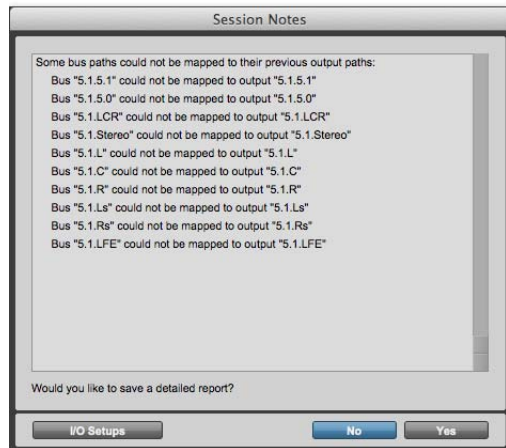 Session Notes
Some bus paths could not be mapped to their previous output paths:
Bus "5.1.5.1" could not be mapped to output "5.1.5.1"
Bus "5.1.5.0" could not be mapped to output "5.1.5.0"
Bus "5.1.LCR" could not be mapped to output "5.1.LCR"
Bus "5.1.Stereo" could not be mapped to output "5.1.Stereo"
Bus "5.1.L" could not be mapped to output "5.1.L"
Bus "5.1.C" could not be mapped to output "5.1.C"
Bus "5.1.R" could not be mapped to output "5.1.R"
Bus "5.1.Ls" could not be mapped to output "5.1.Ls"
Bus "5.1.Rs" could not be mapped to output "5.1.Rs"
Bus "5.1.LFE" could not be mapped to output "5.1.LFE"
Would you like to save a detailed report?
I/O Setups No Yes